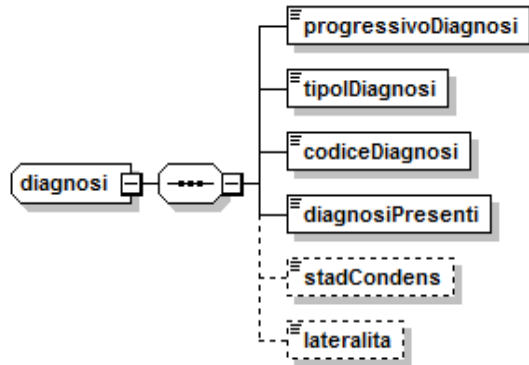 progressivoDiagnosi
tipolDiagnosi
codiceDiagnosi
diagnosi
diagnosiPresenti
stadCondens
lateralita